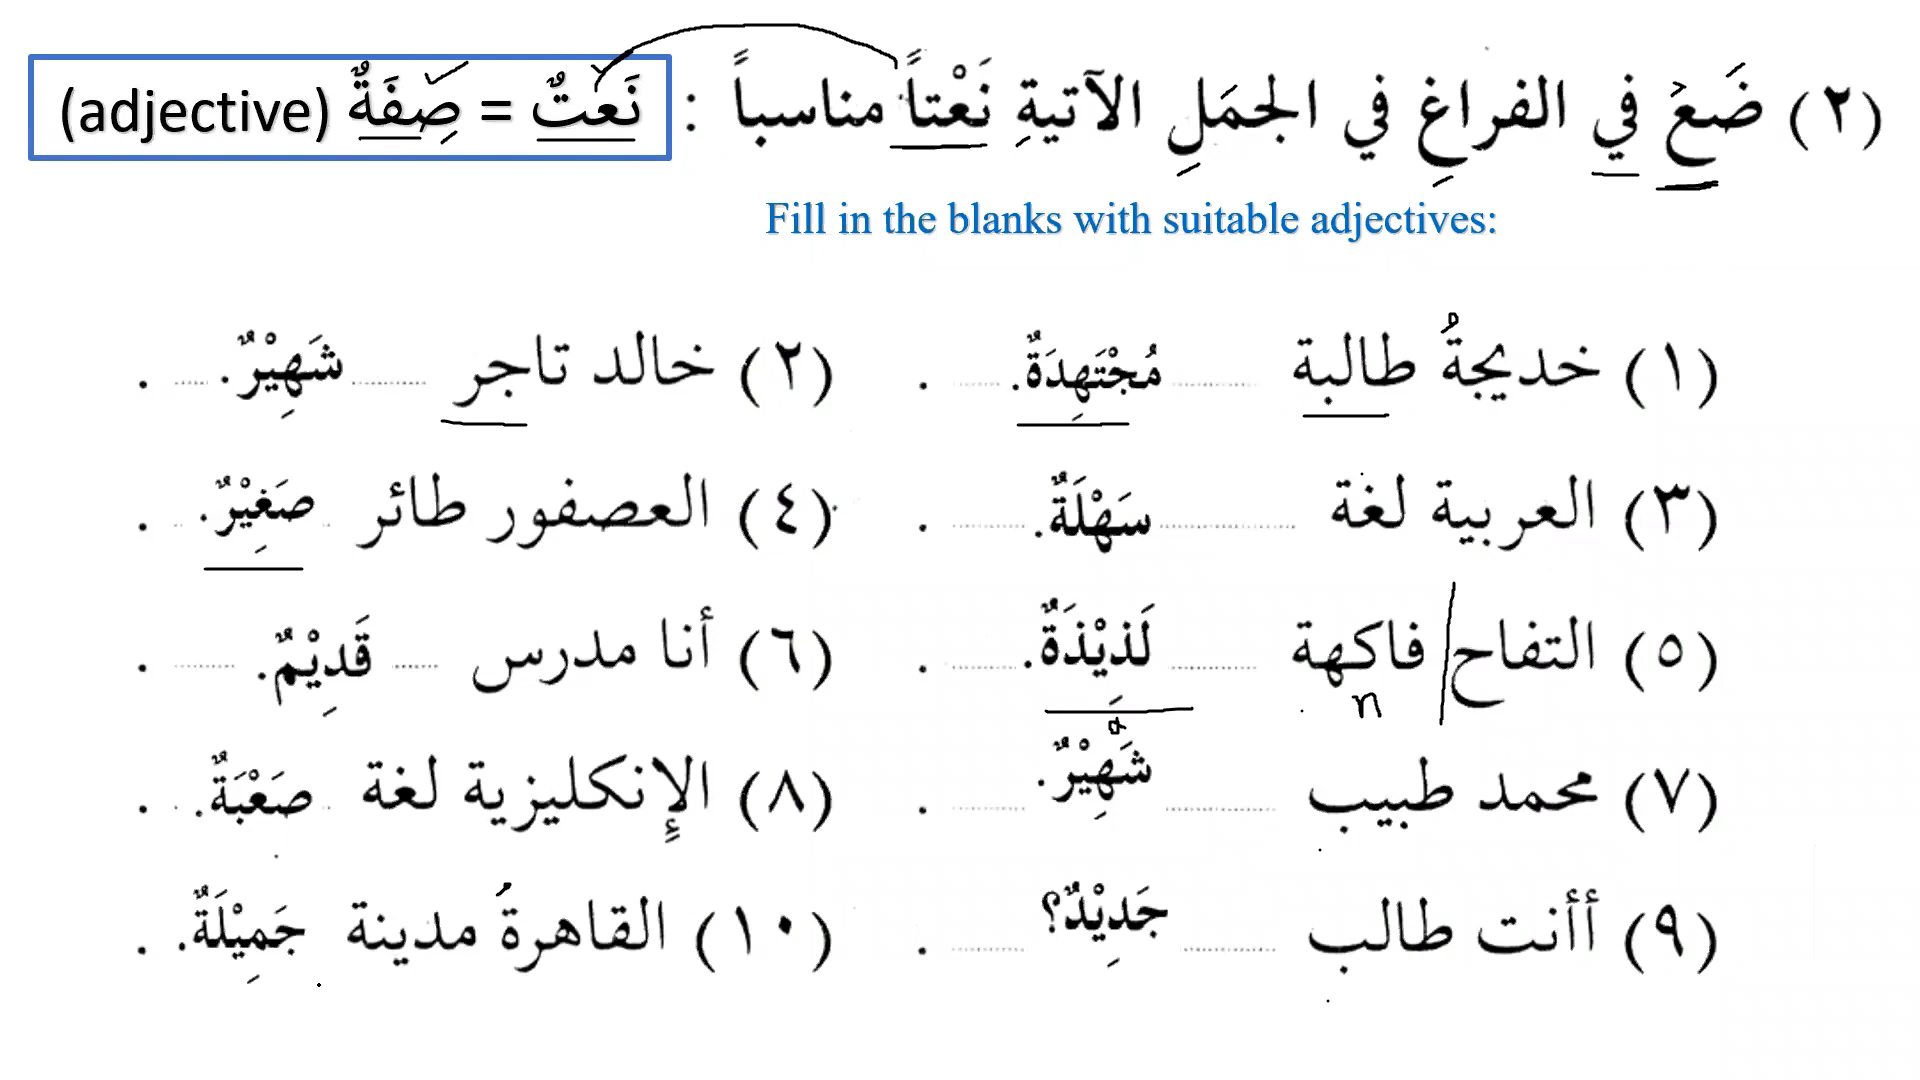 (٢) ضَعْ في الفراغِ في الجمَلِ الآتيةِ نَعْتاً مناسباً : نَعتٌ = صِفَةٌ (adjective)
Fill in the blanks with suitable adjectives:
(١) خديجةُ طالبة ........ مُجْتَهِدَةٌ. ..... . (٢) خالد تاجر ........ شَهِيْرٌ. ..... .
(٣) العربية لغة ........ سَهْلَةٌ. ..... . (٤) العصفور طائر صَغِيْرٌ. .
(٥) التفاح فاكهة ........ لَذِيْذَةٌ. ..... . (٦) أنا مدرس ..... قَدِيْمٌ. ..... .
n
a
(٧) محمد طبيب ........ شَهِيْرٌ. ..... . (٨) الإنكليزية لغة صَعْبَةٌ. .
(٩) أأنت طالب ........ جَدِيْدٌ؟ ..... . (١٠) القاهرةُ مدينة جَمِيْلَةٌ. .